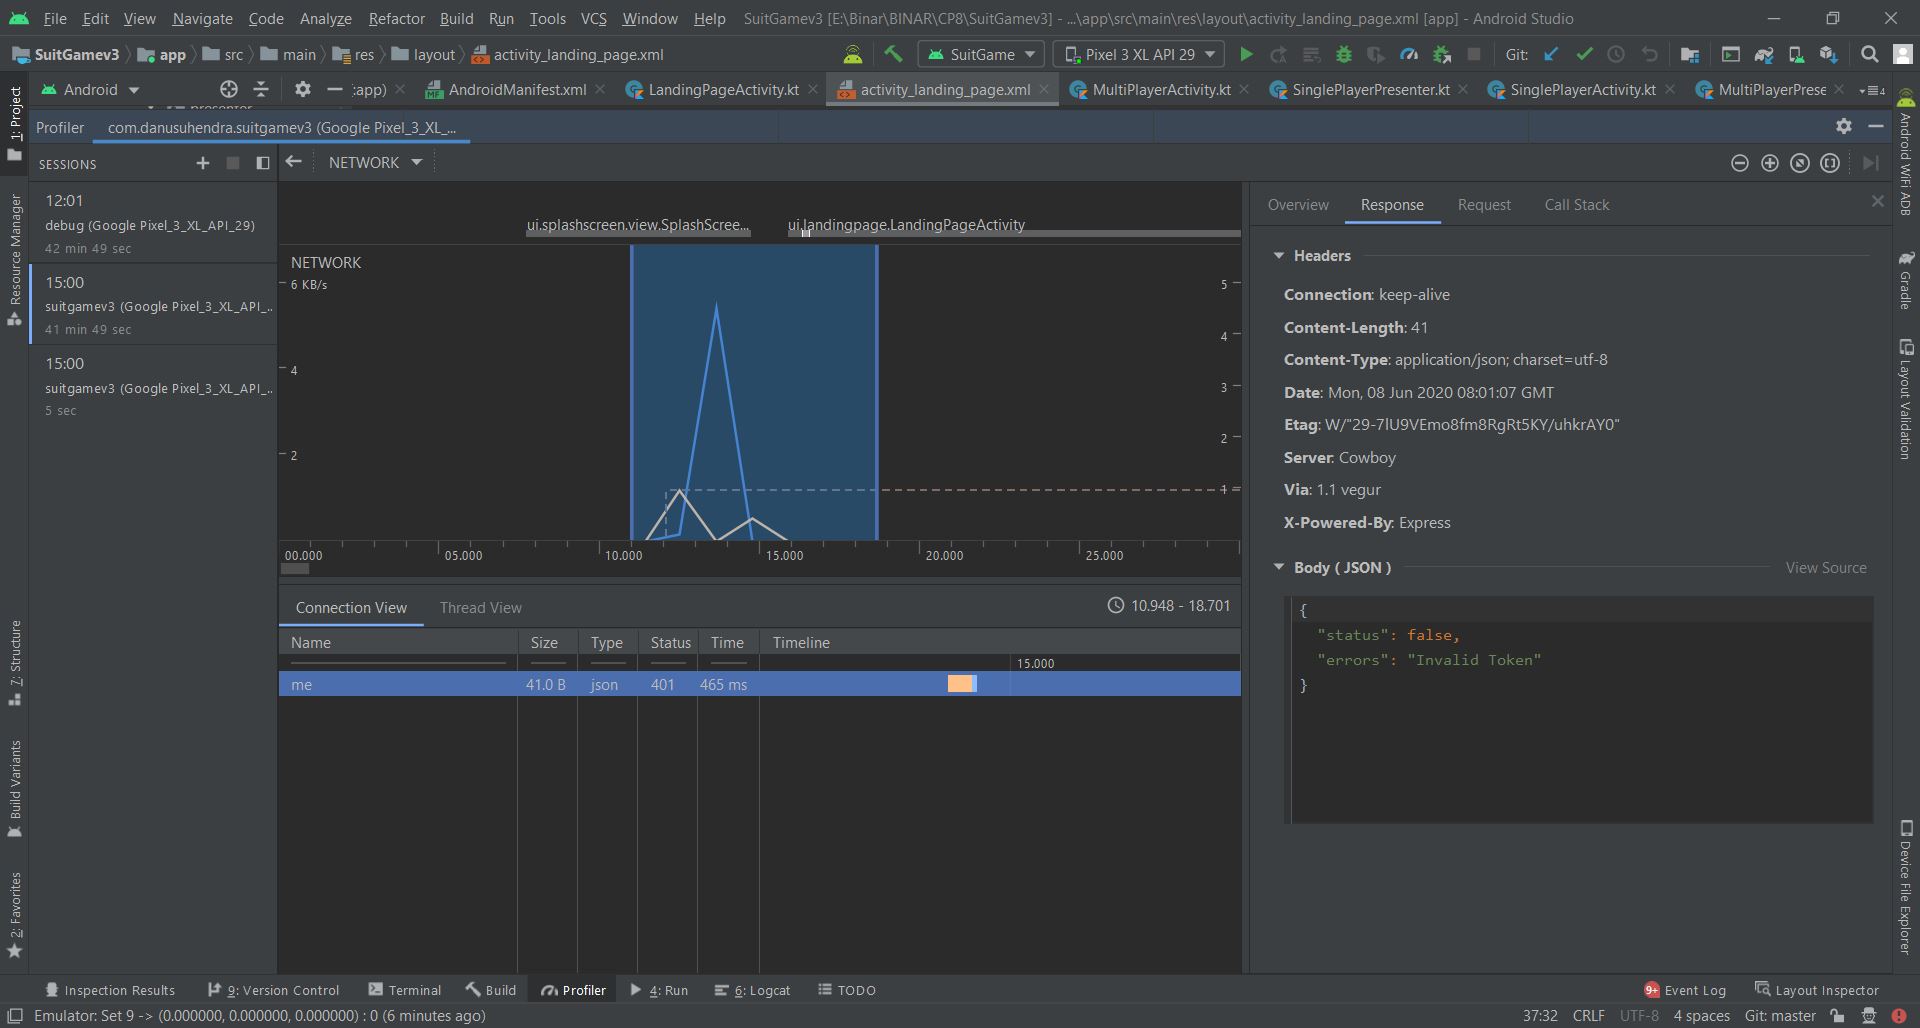 File Edit View Navigate Code Analyze Refactor Build Run Tools VCS Window Help SuitGamev3 [E:\Binar\BINAR\CP8\SuitGamev3] - ...\app\src\main\res\layout\activity_landing_page.xml [app] - Android Studio
SuitGamev3 app src main res layout activity_landing_page.xml SuitGame Pixel 3 XL API 29 Git:
Android :app) AndroidManifest.xml LandingPageActivity.kt activity_landing_page.xml MultiPlayerActivity.kt SinglePlayerPresenter.kt SinglePlayerActivity.kt MultiPlayerPrese 4
Profiler com.danusuhendra.suitgamev3 (Google Pixel_3_XL_...
SESSIONS
NETWORK
12:01
debug (Google Pixel_3_XL_API_29)
42 min 49 sec
15:00
suitgamev3 (Google Pixel_3_XL_API_...
41 min 49 sec
15:00
suitgamev3 (Google Pixel_3_XL_API_...
5 sec
ui.splashscreen.view.SplashScree... ui.landingpage.LandingPageActivity
NETWORK
6 KB/s
4
2
5
4
3
2
1
00.000 05.000 10.000 15.000 20.000 25.000
Connection View Thread View 10.948 - 18.701
Name Size Type Status Time Timeline
15.000
me 41.0 B json 401 465 ms
Overview Response Request Call Stack
Headers
Connection: keep-alive
Content-Length: 41
Content-Type: application/json; charset=utf-8
Date: Mon, 08 Jun 2020 08:01:07 GMT
Etag: W/"29-7lU9VEmo8fm8RgRt5KY/uhkrAY0"
Server: Cowboy
Via: 1.1 vegur
X-Powered-By: Express
Body ( JSON ) View Source
{
"status": false,
"errors": "Invalid Token"
}
1: Project
Resource Manager
7: Structure
Build Variants
2: Favorites
Android WiFi ADB
Gradle
Layout Validation
Device File Explorer
Inspection Results 9: Version Control Terminal Build Profiler 4: Run 6: Logcat TODO 9+ Event Log Layout Inspector
Emulator: Set 9 -> (0.000000, 0.000000, 0.000000) : 0 (6 minutes ago) 37:32 CRLF UTF-8 4 spaces Git: master